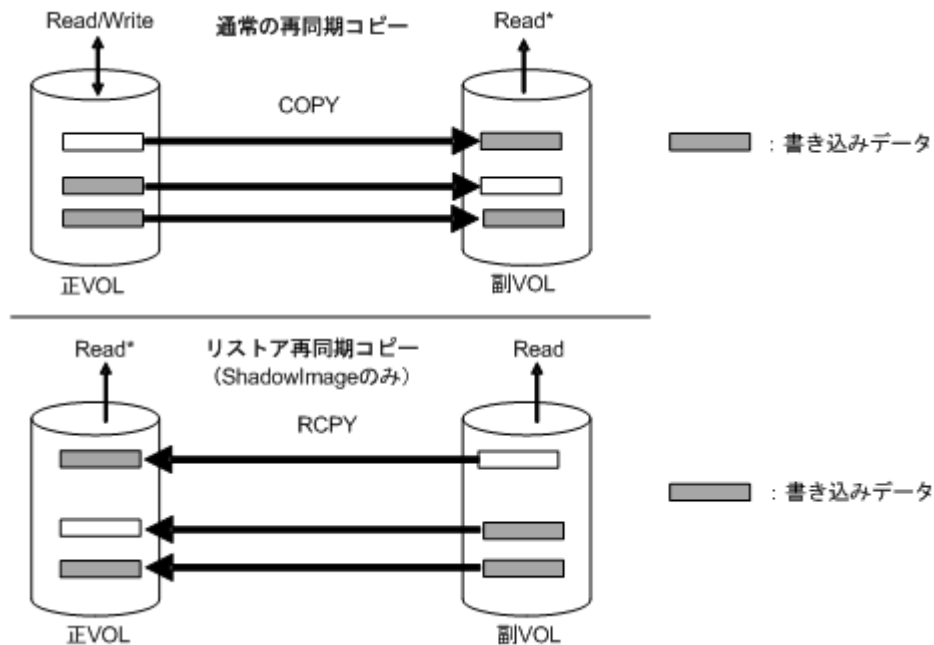 Read/Write
通常の再同期コピー
Read*
COPY
：書き込みデータ
正VOL
副VOL
Read*
リストア再同期コピー
Read
（ShadowImageのみ）
RCPY
：書き込みデータ
正VOL
副VOL